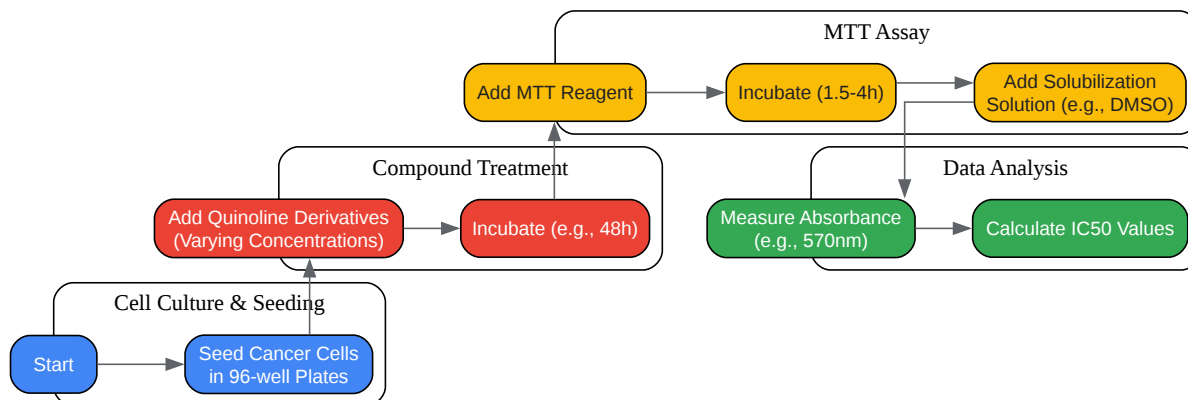 MTT Assay
Add MTT Reagent
Incubate (1.5-4h)
Add Solubilization
Solution (e.g., DMSO)
Compound Treatment
Data Analysis
Add Quinoline Derivatives
(Varying Concentrations)
Incubate (e.g., 48h)
Measure Absorbance
(e.g., 570nm)
Calculate IC50 Values
Cell Culture & Seeding
Start
Seed Cancer Cells
in 96-well Plates